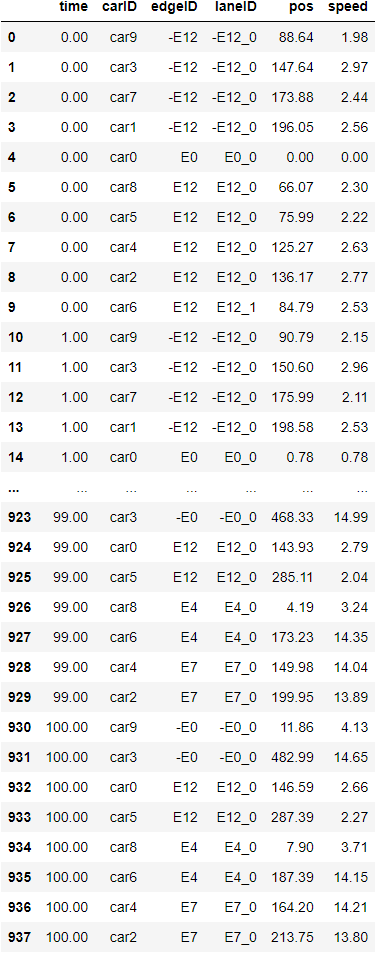 time carID edgeID laneID pos speed
0 0.00 car9 -E12 -E12_0 88.64 1.98
1 0.00 car3 -E12 -E12_0 147.64 2.97
2 0.00 car7 -E12 -E12_0 173.88 2.44
3 0.00 car1 -E12 -E12_0 196.05 2.56
4 0.00 car0 E0 E0_0 0.00 0.00
5 0.00 car8 E12 E12_0 66.07 2.30
6 0.00 car5 E12 E12_0 75.99 2.22
7 0.00 car4 E12 E12_0 125.27 2.63
8 0.00 car2 E12 E12_0 136.17 2.77
9 0.00 car6 E12 E12_1 84.79 2.53
10 1.00 car9 -E12 -E12_0 90.79 2.15
11 1.00 car3 -E12 -E12_0 150.60 2.96
12 1.00 car7 -E12 -E12_0 175.99 2.11
13 1.00 car1 -E12 -E12_0 198.58 2.53
14 1.00 car0 E0 E0_0 0.78 0.78
... ... ... ... ... ... ...
923 99.00 car3 -E0 -E0_0 468.33 14.99
924 99.00 car0 E12 E12_0 143.93 2.79
925 99.00 car5 E12 E12_0 285.11 2.04
926 99.00 car8 E4 E4_0 4.19 3.24
927 99.00 car6 E4 E4_0 173.23 14.35
928 99.00 car4 E7 E7_0 149.98 14.04
929 99.00 car2 E7 E7_0 199.95 13.89
930 100.00 car9 -E0 -E0_0 11.86 4.13
931 100.00 car3 -E0 -E0_0 482.99 14.65
932 100.00 car0 E12 E12_0 146.59 2.66
933 100.00 car5 E12 E12_0 287.39 2.27
934 100.00 car8 E4 E4_0 7.90 3.71
935 100.00 car6 E4 E4_0 187.39 14.15
936 100.00 car4 E7 E7_0 164.20 14.21
937 100.00 car2 E7 E7_0 213.75 13.80